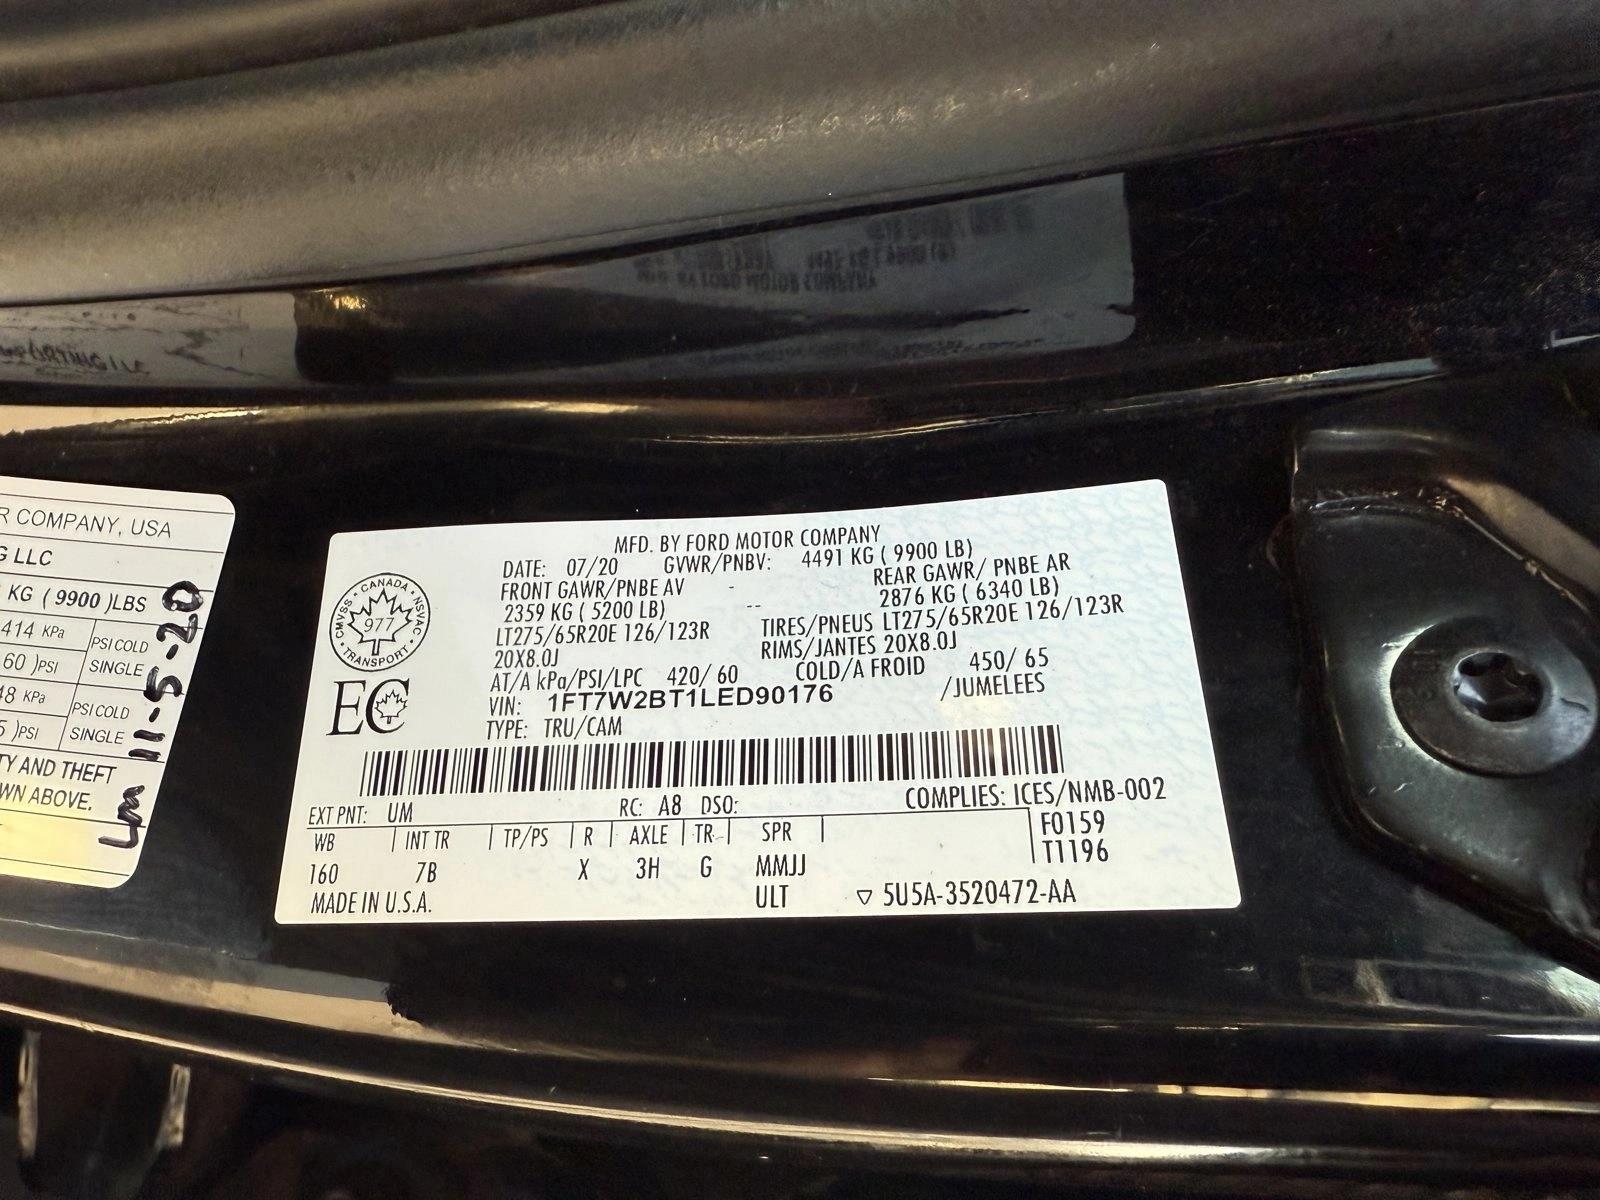 R COMPANY, USA
G LLC
KG ( 9900 )LBS
414 KPa
PSI COLD
60 )PSI
SINGLE
48 KPa
PSI COLD
5 )PSI
SINGLE
TY AND THEFT
WN ABOVE.
11-5-20
MFD. BY FORD MOTOR COMPANY
DATE: 07/20 GVWR/PNBV: 4491 KG ( 9900 LB)
FRONT GAWR/PNBE AV - REAR GAWR/ PNBE AR
2359 KG ( 5200 LB) -- 2876 KG ( 6340 LB)
LT275/65R20E 126/123R TIRES/PNEUS LT275/65R20E 126/123R
20X8.0J RIMS/JANTES 20X8.0J
AT/A kPa/PSI/LPC 420/ 60 COLD/A FROID 450/ 65
VIN: 1FT7W2BT1LED90176 /JUMELEES
TYPE: TRU/CAM
CANADA
CMVSS NSVAC
977
TRANSPORT
EC
EXT PNT: UM RC: A8 DSO: COMPLIES: ICES/NMB-002
WB | INT TR | TP/PS | R | AXLE | TR | SPR | F0159
160 7B X 3H G MMJJ T1196
MADE IN U.S.A. ULT ▽ 5U5A-3520472-AA